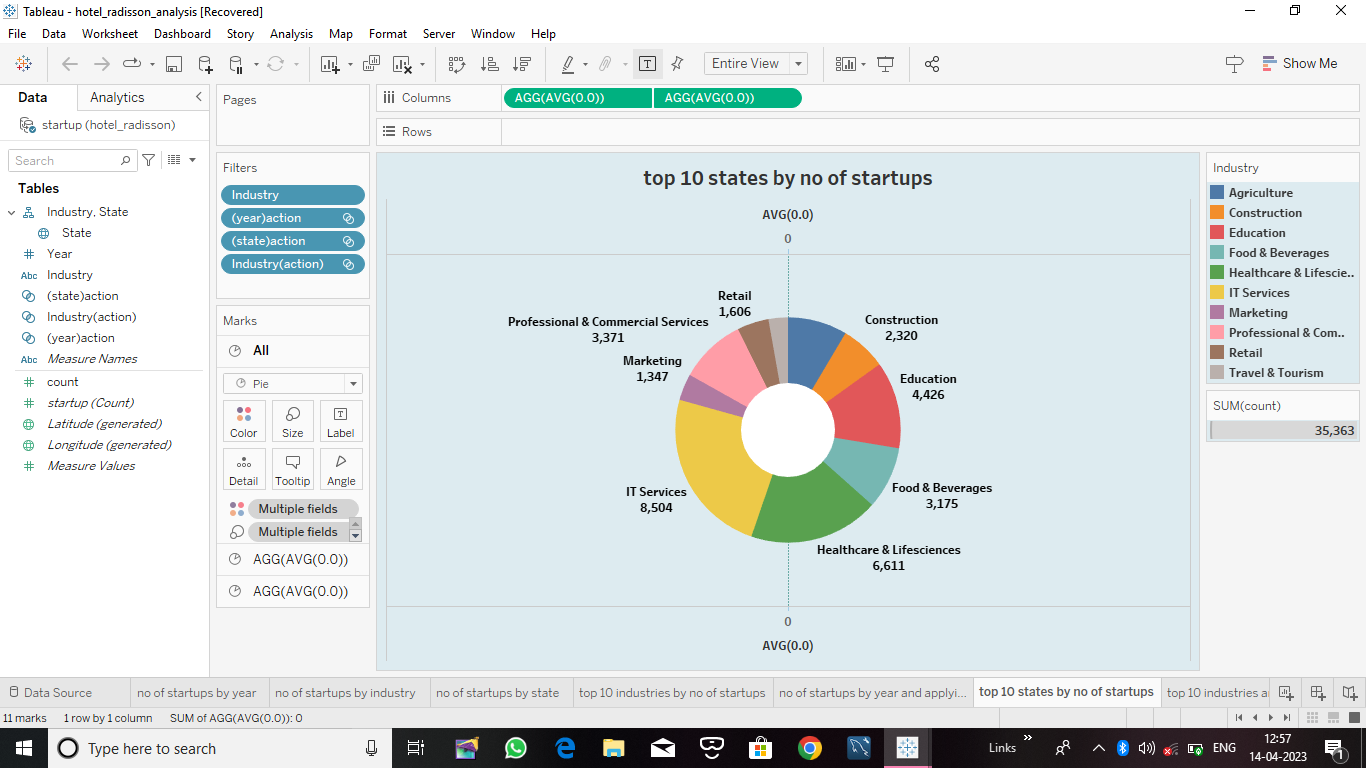 Tableau - hotel_radisson_analysis [Recovered]
File Data Worksheet Dashboard Story Analysis Map Format Server Window Help
Entire View
Show Me
Data Analytics
startup (hotel_radisson)
Search
Tables
Industry, State
State
Year
Abc Industry
(state)action
Industry(action)
(year)action
Abc Measure Names
count
startup (Count)
Latitude (generated)
Longitude (generated)
Measure Values
Pages
Filters
Industry
(year)action
(state)action
Industry(action)
Marks
All
Pie
Color Size Label
Detail Tooltip Angle
Multiple fields
Multiple fields
AGG(AVG(0.0))
AGG(AVG(0.0))
Columns AGG(AVG(0.0)) AGG(AVG(0.0))
Rows
top 10 states by no of startups
AVG(0.0)
0
Retail
1,606
Construction
2,320
Professional & Commercial Services
3,371
Marketing
1,347
Education
4,426
IT Services
8,504
Food & Beverages
3,175
Healthcare & Lifesciences
6,611
0
AVG(0.0)
Industry
Agriculture
Construction
Education
Food & Beverages
Healthcare & Lifescie..
IT Services
Marketing
Professional & Com..
Retail
Travel & Tourism
SUM(count)
35,363
Data Source no of startups by year no of startups by industry no of startups by state top 10 industries by no of startups no of startups by year and applyi... top 10 states by no of startups top 10 industries a
11 marks 1 row by 1 column SUM of AGG(AVG(0.0)): 0
Type here to search
Links
ENG
12:57
14-04-2023
1